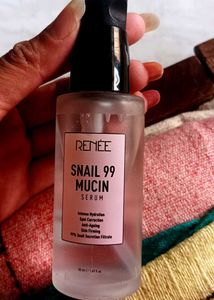 RENÉE
SNAIL 99
MUCIN
SERUM
Intense Hydration
Spot Correction
Anti-Ageing
Skin Firming
99% Snail Secretion Filtrate